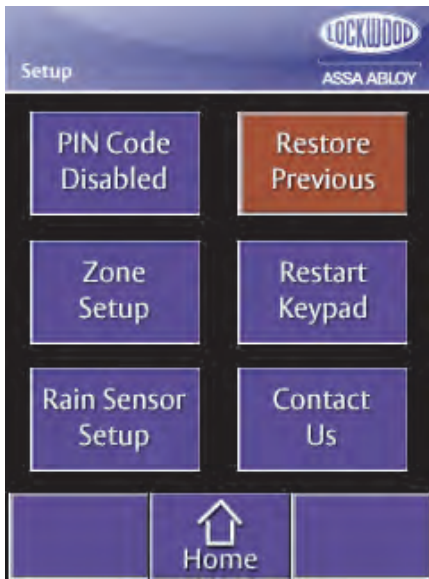 LOCKWOOD
Setup
ASSA ABLOY
PIN Code
Disabled
Restore
Previous
Zone
Setup
Restart
Keypad
Rain Sensor
Setup
Contact
Us
Home